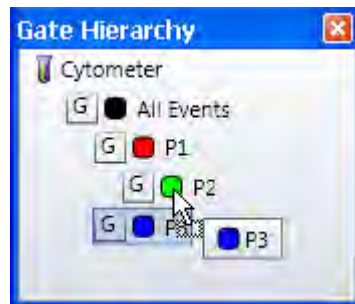 Gate Hierarchy
Cytometer
G All Events
G P1
G P2
G P
P3